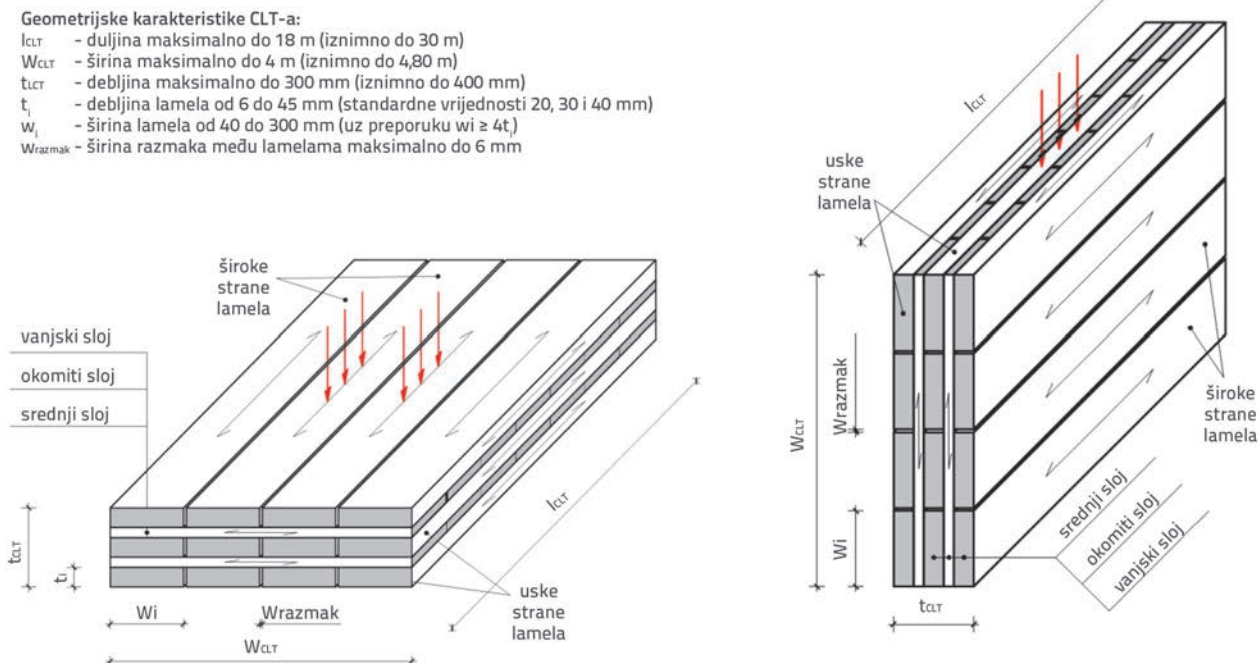 Geometrijske karakteristike CLT-a:
lCLT - duljina maksimalno do 18 m (iznimno do 30 m)
WCLT - širina maksimalno do 4 m (iznimno do 4,80 m)
tLCT - debljina maksimalno do 300 mm (iznimno do 400 mm)
ti - debljina lamela od 6 do 45 mm (standardne vrijednosti 20, 30 i 40 mm)
wi - širina lamela od 40 do 300 mm (uz preporuku wi ≥ 4ti)
wrazmak - širina razmaka među lamelama maksimalno do 6 mm
široke
strane
lamela
vanjski sloj
okomiti sloj
srednji sloj
lCLT
tCLT
ti
Wi
Wrazmak
WCLT
uske
strane
lamela
lCLT
uske
strane
lamela
WCLT
Wrazmak
Wi
tCLT
široke
strane
lamela
srednji sloj
okomiti sloj
vanjski sloj